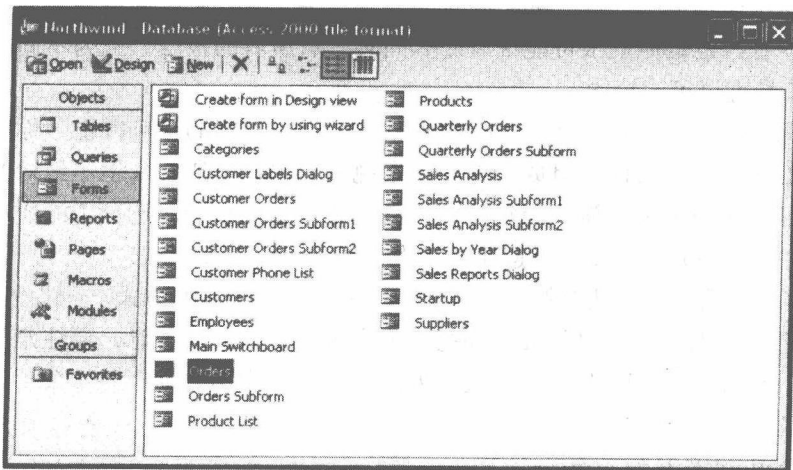 Northwind : Database (Access 2000 file format)
Open Design New
Objects
Tables
Queries
Forms
Reports
Pages
Macros
Modules
Groups
Favorites
Create form in Design view
Create form by using wizard
Categories
Customer Labels Dialog
Customer Orders
Customer Orders Subform1
Customer Orders Subform2
Customer Phone List
Customers
Employees
Main Switchboard
Orders
Orders Subform
Product List
Products
Quarterly Orders
Quarterly Orders Subform
Sales Analysis
Sales Analysis Subform1
Sales Analysis Subform2
Sales by Year Dialog
Sales Reports Dialog
Startup
Suppliers